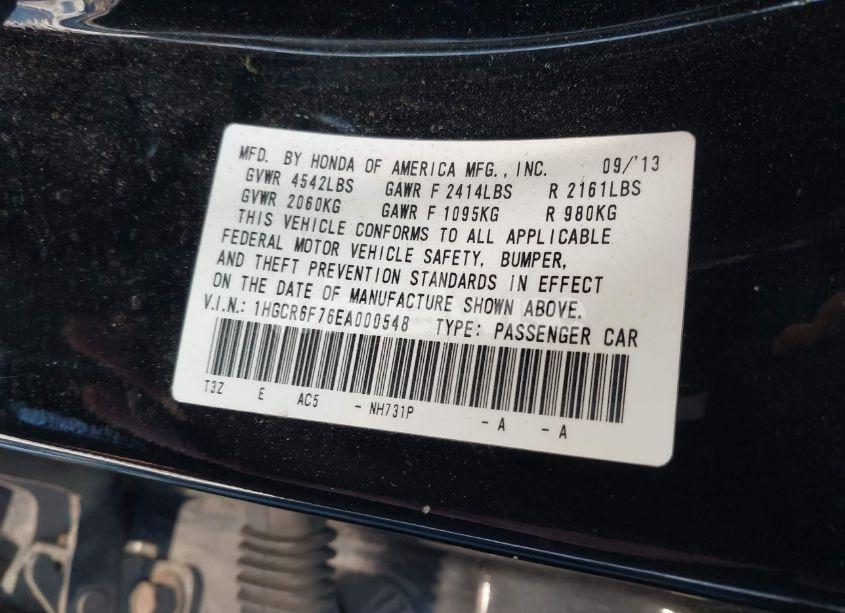 MFD. BY HONDA OF AMERICA MFG., INC. 09/'13
GVWR 4542LBS GAWR F 2414LBS R 2161LBS
GVWR 2060KG GAWR F 1095KG R 980KG
THIS VEHICLE CONFORMS TO ALL APPLICABLE
FEDERAL MOTOR VEHICLE SAFETY, BUMPER,
AND THEFT PREVENTION STANDARDS IN EFFECT
ON THE DATE OF MANUFACTURE SHOWN ABOVE.
V.I.N.: 1HGCR6F76EA000548 TYPE: PASSENGER CAR
T3Z E AC5 - NH731P - A - A